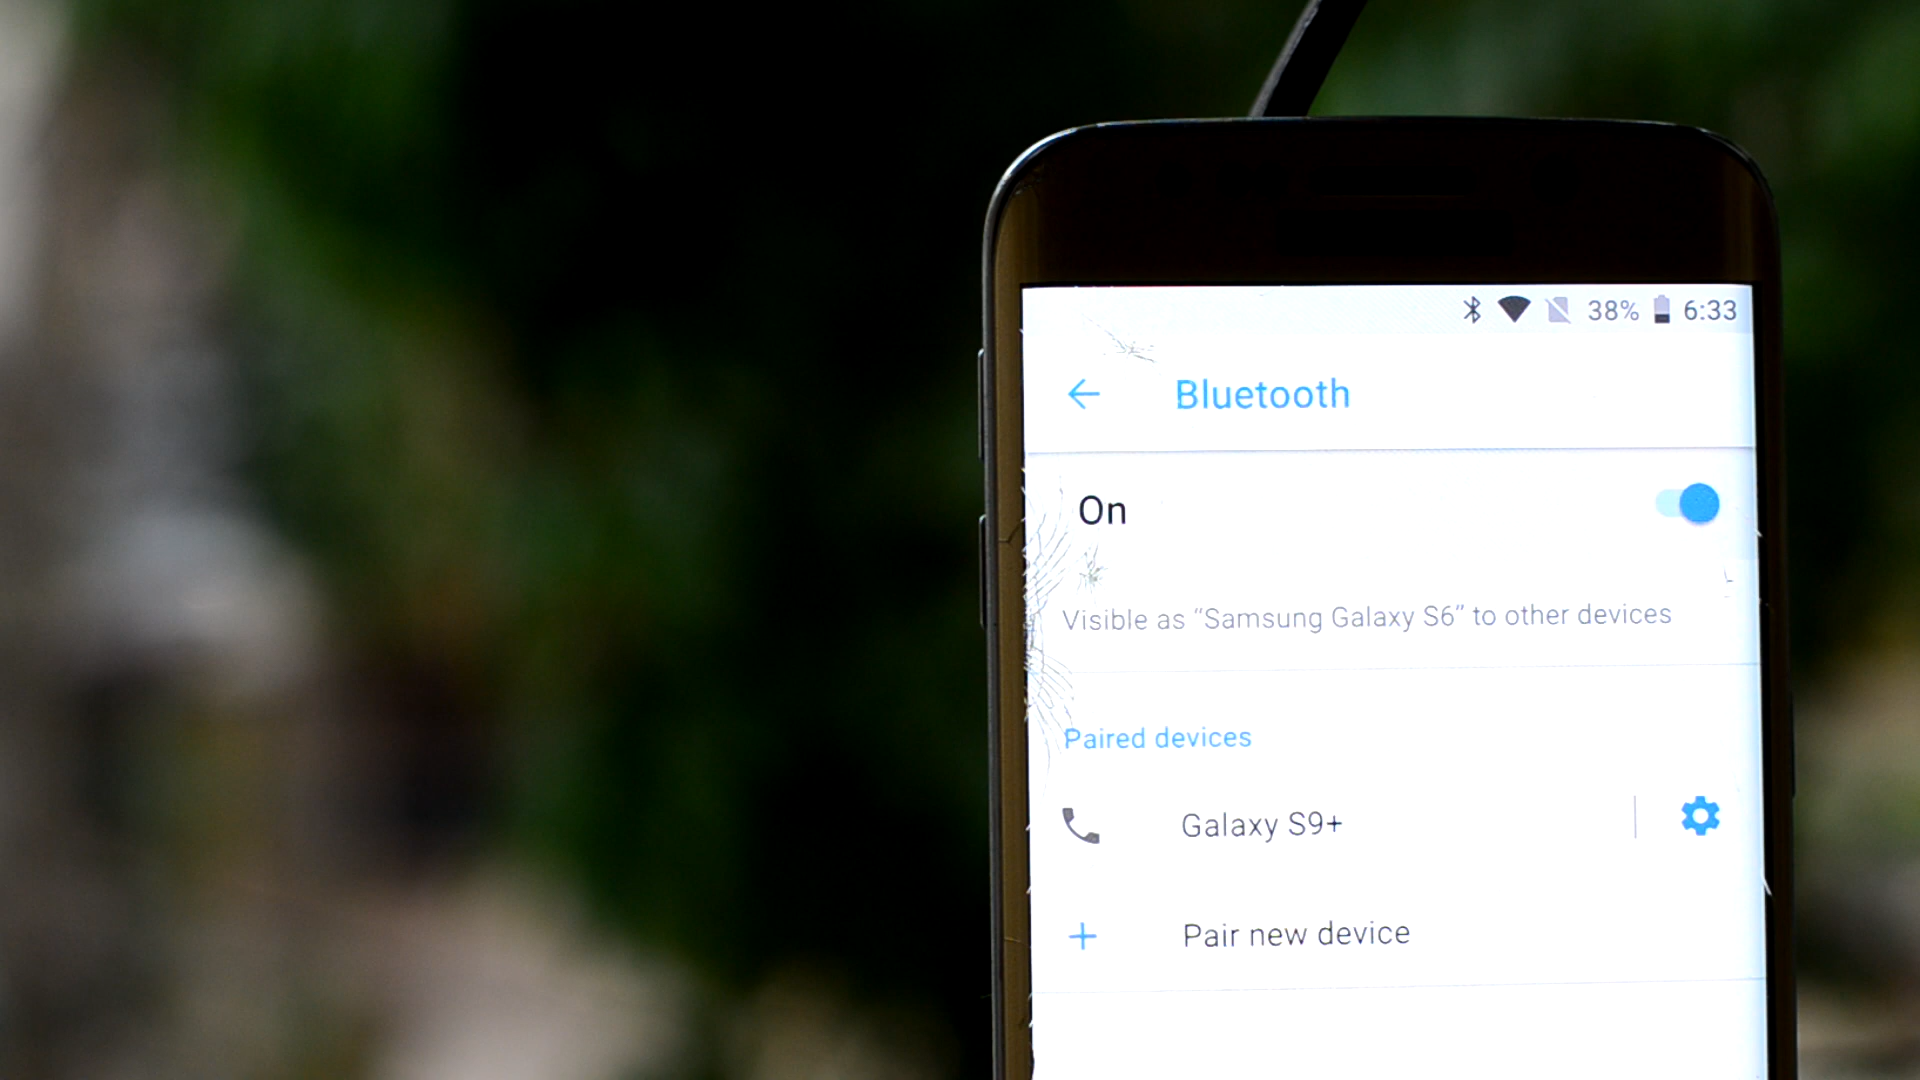 38% 6:33
Bluetooth
On
Visible as “Samsung Galaxy S6” to other devices
Paired devices
Galaxy S9+
Pair new device